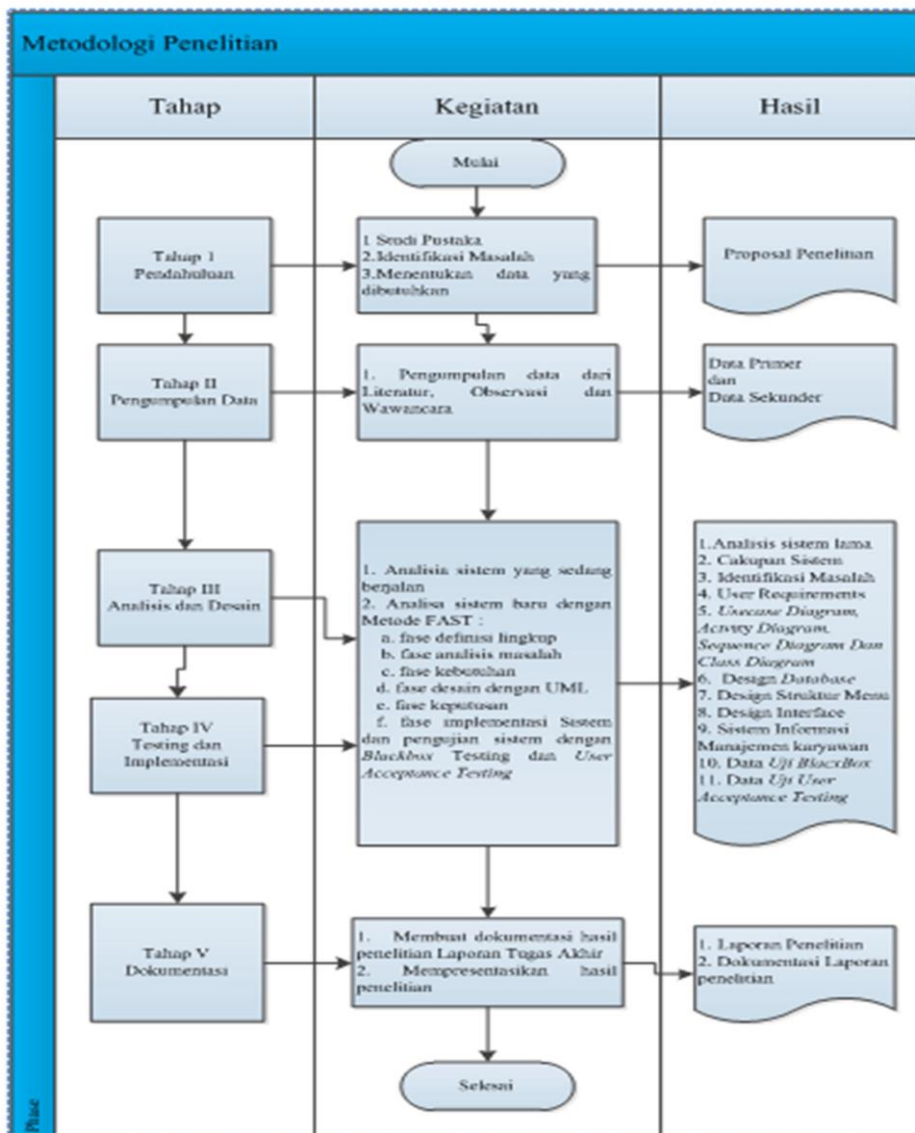 Metodologi Penelitian
Tahap
Kegiatan
Hasil
Mulai
Tahap 1
Pendahuluan
1 Studi Pustaka
2.Identifikasi Masalah
3.Menentukan data yang
dibutuhkan
Proposal Penelitian
Tahap II
Pengumpulan Data
1. Pengumpulan data dari
Literatur, Observasi dan
Wawancara
Data Primer
dan
Data Sekunder
Tahap III
Analisis dan Desain
1. Analisis sistem yang sedang
berjalan
2. Analisa sistem baru dengan
Metode FAST :
a. fase definisi lingkup
b. fase analisis masalah
c. fase kebutuhan
d. fase desain dengan UML
e. fase keputusan
f. fase implementasi Sistem
dan pengujian sistem dengan
Blackbox Testing dan User
Acceptance Testing
1.Analisis sistem lama
2. Cakupan Sistem
3. Identifikasi Masalah
4. User Requirements
5. Usecase Diagram,
Activity Diagram,
Sequence Diagram Dan
Class Diagram
6. Design Database
7. Design Struktur Menu
8. Design Interface
9. Sistem Informasi
Manajemen karyawan
10. Data Uji BlacxBox
11. Data Uji User
Acceptance Testing
Tahap IV
Testing dan
Implementasi
Tahap V
Dokumentasi
1. Membuat dokumentasi hasil
penelitian Laporan Tugas Akhir
2. Mempresentasikan hasil
penelitian
1. Laporan Penelitian
2. Dokumentasi Laporan
penelitian
Selesai
Phase